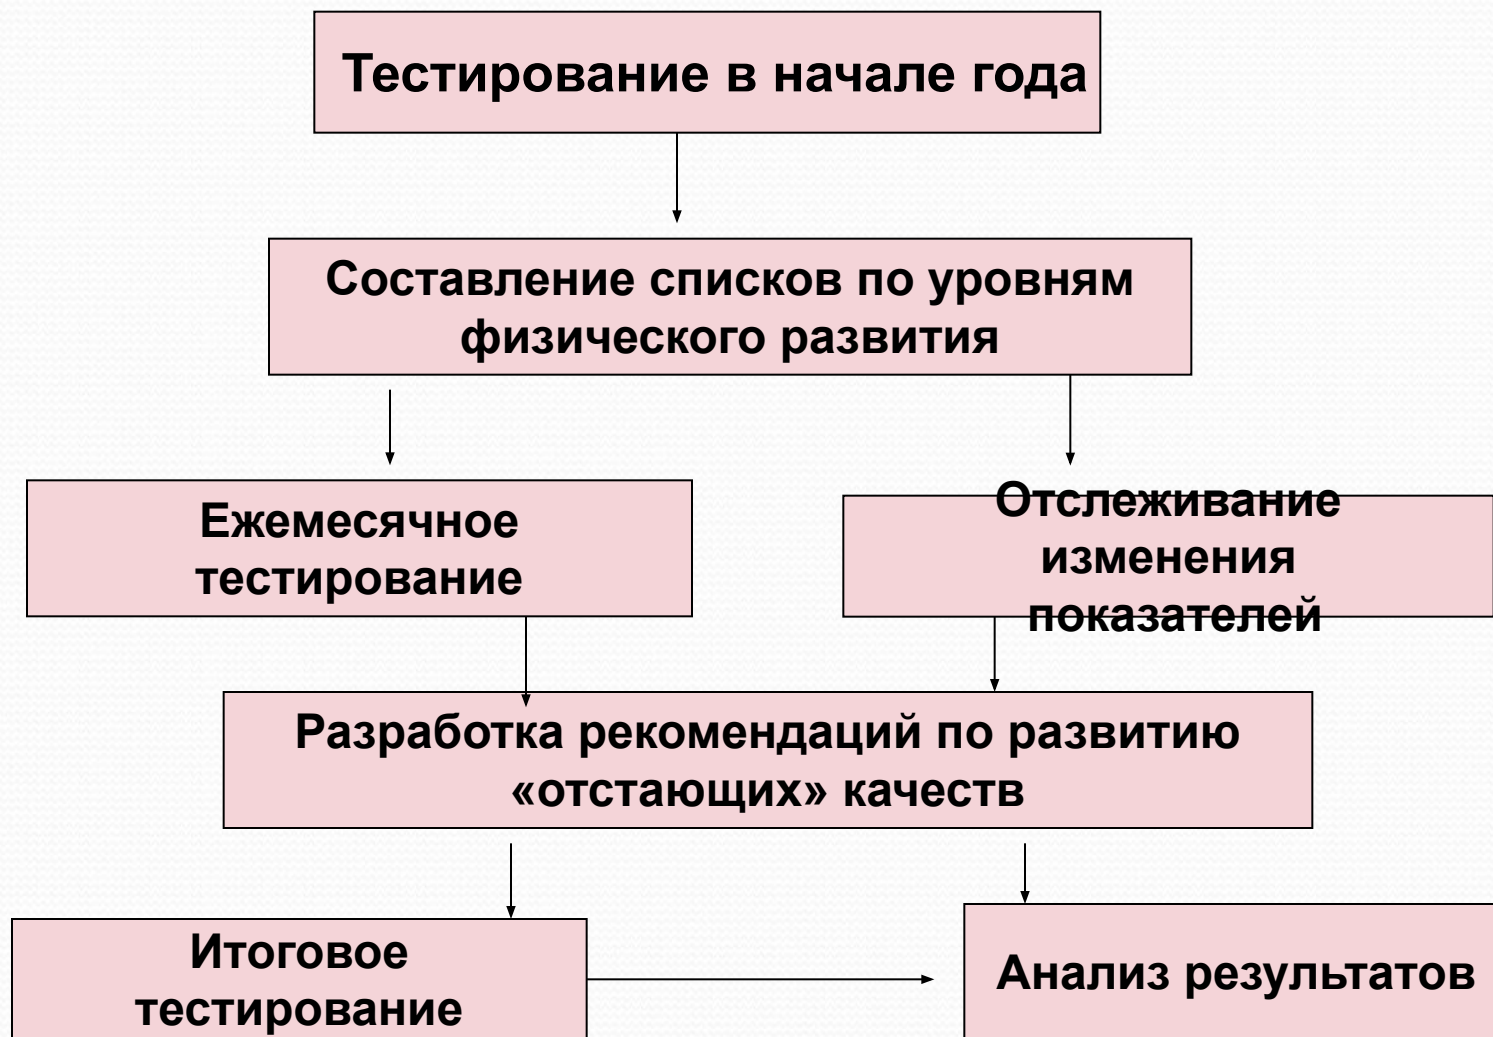 Тестирование в начале года
Составление списков по уровням
физического развития
Ежемесячное
тестирование
Отслеживание
изменения
показателей
Разработка рекомендаций по развитию
«отстающих» качеств
Итоговое
тестирование
Анализ результатов